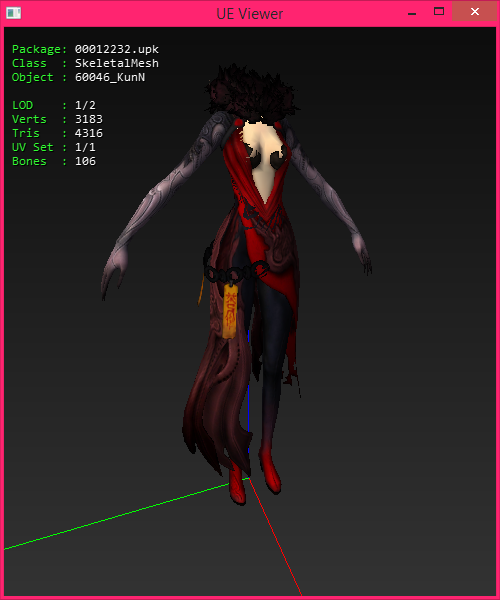 UE Viewer
Package: 00012232.upk
Class : SkeletalMesh
Object : 60046_KunN
LOD : 1/2
Verts : 3183
Tris : 4316
UV Set : 1/1
Bones : 106